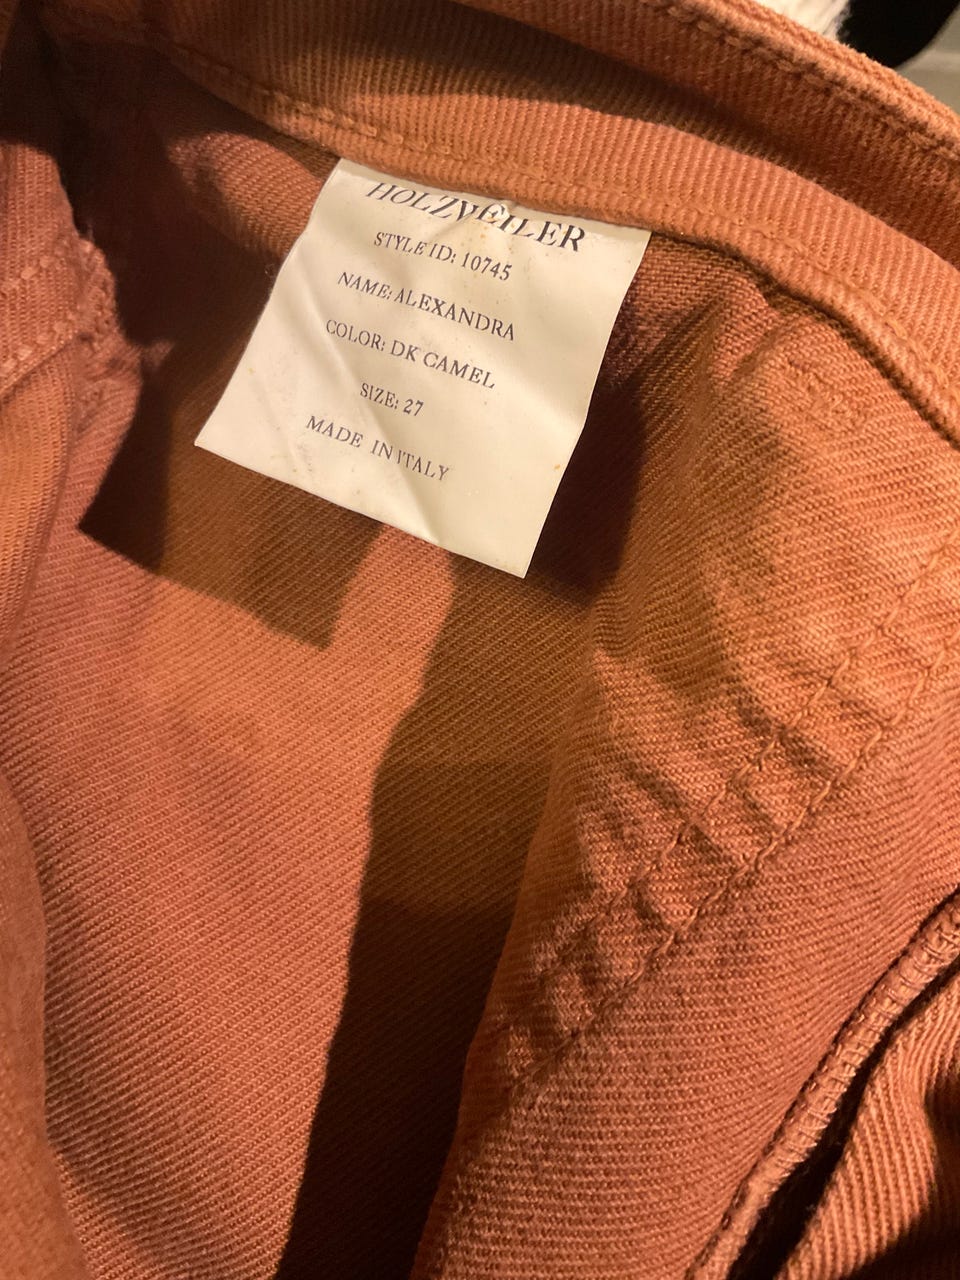 HOLZWEILER
STYLE ID: 10745
NAME: ALEXANDRA
COLOR: DK CAMEL
SIZE: 27
MADE IN ITALY